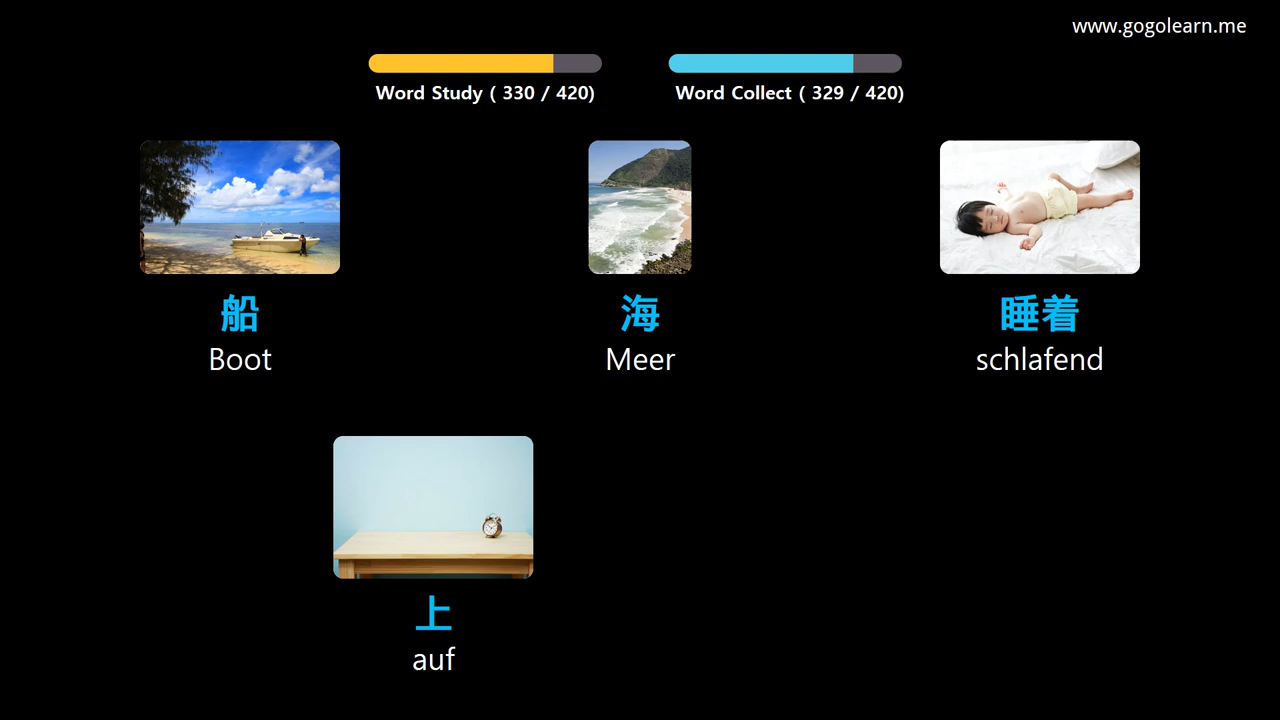 www.gogolearn.me
Word Study ( 330 / 420)
Word Collect ( 329 / 420)
船
Boot
海
Meer
睡着
schlafend
上
auf